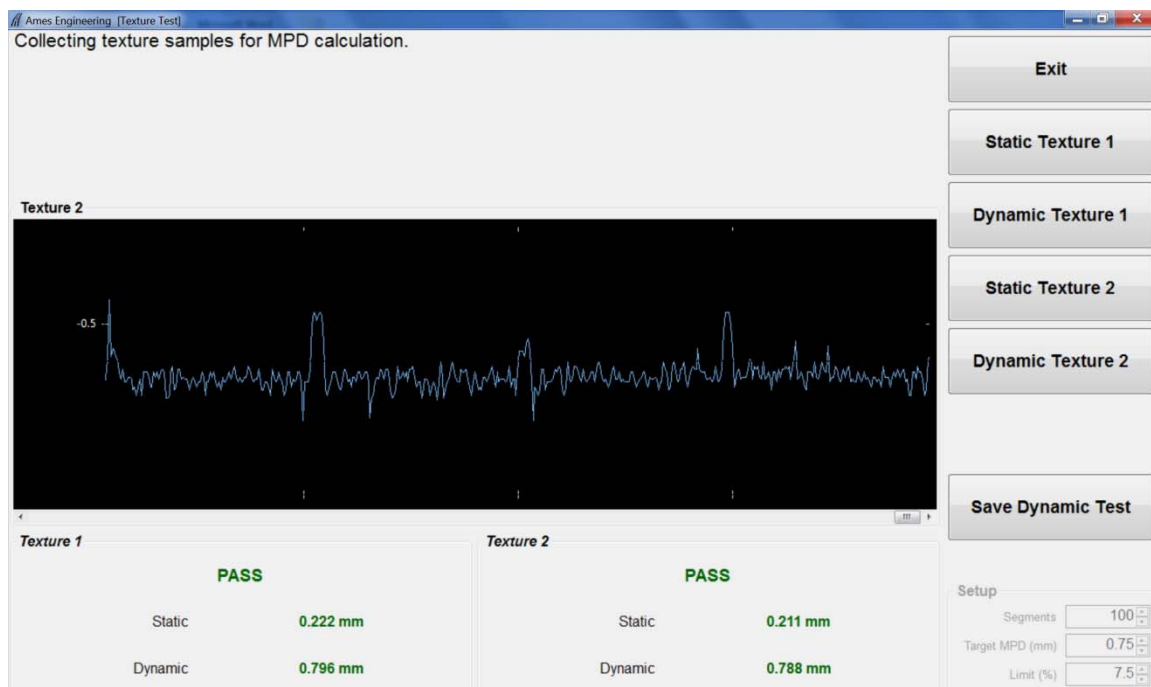 Ames Engineering [Texture Test]
Collecting texture samples for MPD calculation.
Exit
Static Texture 1
Dynamic Texture 1
Static Texture 2
Dynamic Texture 2
Save Dynamic Test
Texture 2
-0.5
Texture 1
PASS
Static 0.222 mm
Dynamic 0.796 mm
Texture 2
PASS
Static 0.211 mm
Dynamic 0.788 mm
Setup
Segments 100
Target MPD (mm) 0.75
Limit (%) 7.5